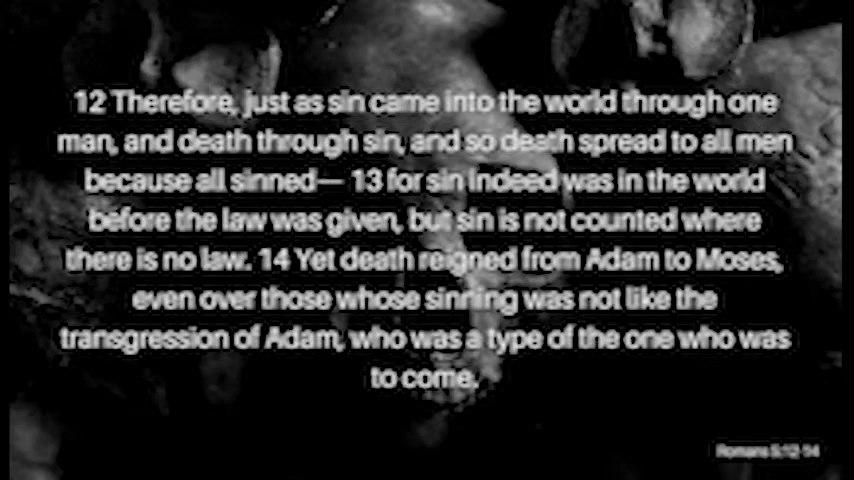 12 Therefore, just as sin came into the world through one
man, and death through sin, and so death spread to all men
because all sinned— 13 for sin indeed was in the world
before the law was given, but sin is not counted where
there is no law. 14 Yet death reigned from Adam to Moses,
even over those whose sinning was not like the
transgression of Adam, who was a type of the one who was
to come.
Romans 5:12-14